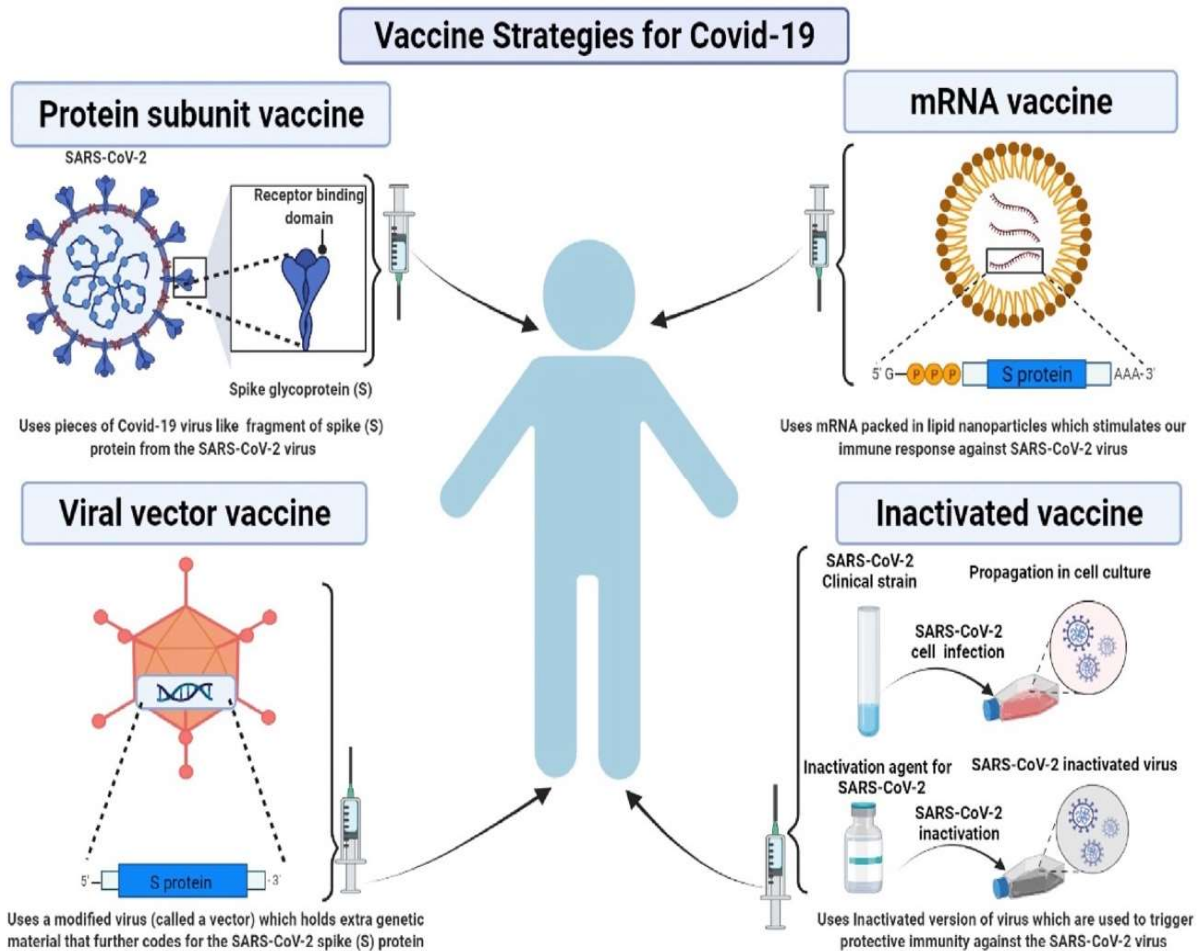 Vaccine Strategies for Covid-19
Protein subunit vaccine
SARS-CoV-2
Receptor binding
domain
Spike glycoprotein (S)
Uses pieces of Covid-19 virus like fragment of spike (S)
protein from the SARS-CoV-2 virus
mRNA vaccine
5' G
P P P
S protein
AAA-3'
Uses mRNA packed in lipid nanoparticles which stimulates our
immune response against SARS-CoV-2 virus
Viral vector vaccine
5'
S protein
-3'
Uses a modified virus (called a vector) which holds extra genetic
material that further codes for the SARS-CoV-2 spike (S) protein
Inactivated vaccine
SARS-CoV-2
Clinical strain
Propagation in cell culture
SARS-CoV-2
cell infection
Inactivation agent for
SARS-CoV-2
SARS-CoV-2 inactivated virus
SARS-CoV-2
inactivation
Uses Inactivated version of virus which are used to trigger
protective immunity against the SARS-CoV-2 virus